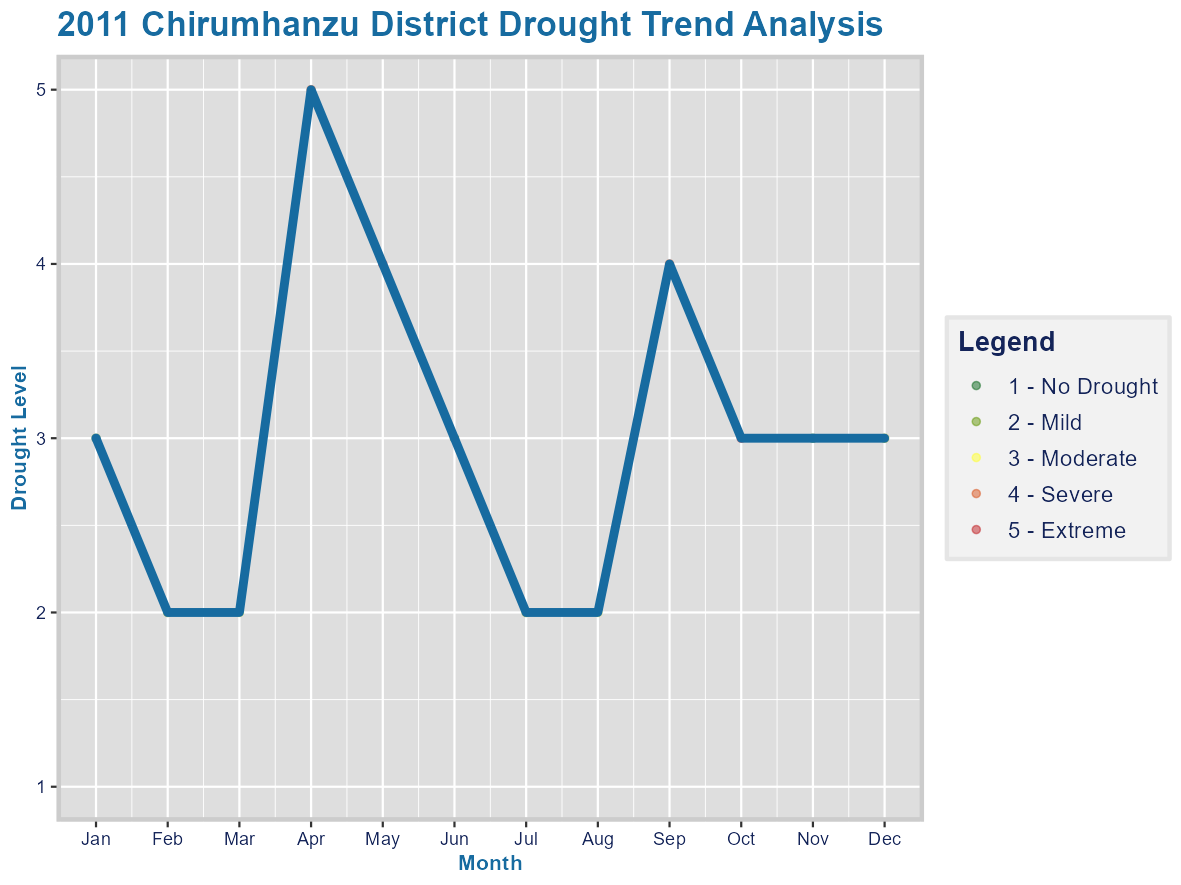 2011 Chirumhanzu District Drought Trend Analysis
5
4
3
2
1
Drought Level
Jan Feb Mar Apr May Jun Jul Aug Sep Oct Nov Dec
Month
Legend
1 - No Drought
2 - Mild
3 - Moderate
4 - Severe
5 - Extreme